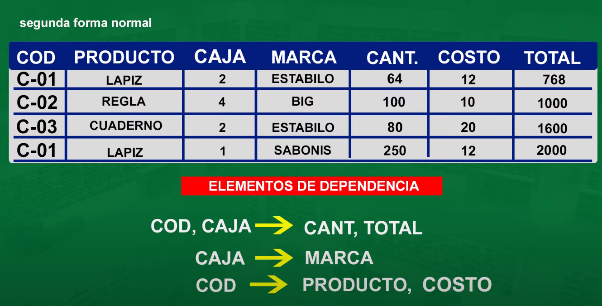 segunda forma normal
COD PRODUCTO CAJA MARCA CANT. COSTO TOTAL
C-01 LAPIZ 2 ESTABILO 64 12 768
C-02 REGLA 4 BIG 100 10 1000
C-03 CUADERNO 2 ESTABILO 80 20 1600
C-01 LAPIZ 1 SABONIS 250 12 2000
ELEMENTOS DE DEPENDENCIA
COD, CAJA → CANT, TOTAL
CAJA → MARCA
COD → PRODUCTO, COSTO